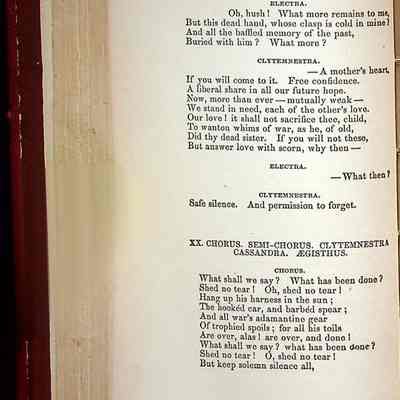 ELECTRA.
Oh, hush! What more remains to me,
But this dead hand, whose clasp is cold in mine?
And all the baffled memory of the past,
Buried with him? What more?
CLYTEMNESTRA.
—A mother's heart.
If you will come to it. Free confidence.
A liberal share in all our future hope.
Now, more than ever—mutually weak—
We stand in need, each of the other's love.
Our love! it shall not sacrifice thee, child,
To wanton whims of war, as he, of old,
Did thy dead sister. If you will not these,
But answer love with scorn, why then—
ELECTRA.
—What then?
CLYTEMNESTRA.
Safe silence. And permission to forget.
XX. CHORUS. SEMI-CHORUS. CLYTEMNESTRA
CASSANDRA. ÆGISTHUS.
CHORUS.
What shall we say? What has been done?
Shed no tear! Oh, shed no tear!
Hang up his harness in the sun;
The hookéd car, and barbéd spear;
And all war's adamantine gear
Of trophied spoils; for all his toils
Are over, alas! are over, and done!
What shall we say? what has been done?
Shed no tear! O, shed no tear!
But keep solemn silence all,